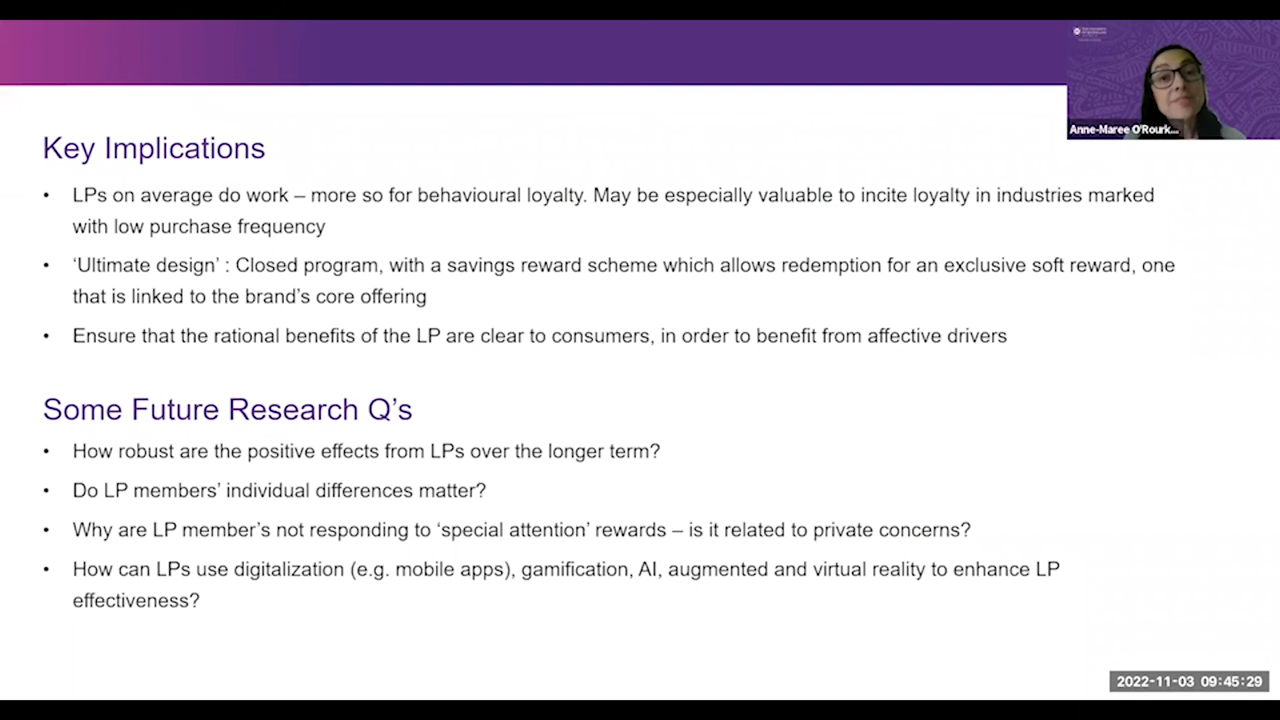 Anne-Maree O'Rourk...
Key Implications
• LPs on average do work – more so for behavioural loyalty. May be especially valuable to incite loyalty in industries marked
with low purchase frequency
• ‘Ultimate design’ : Closed program, with a savings reward scheme which allows redemption for an exclusive soft reward, one
that is linked to the brand’s core offering
• Ensure that the rational benefits of the LP are clear to consumers, in order to benefit from affective drivers
Some Future Research Q’s
• How robust are the positive effects from LPs over the longer term?
• Do LP members’ individual differences matter?
• Why are LP member’s not responding to ‘special attention’ rewards – is it related to private concerns?
• How can LPs use digitalization (e.g. mobile apps), gamification, AI, augmented and virtual reality to enhance LP
effectiveness?
2022-11-03 09:45:29